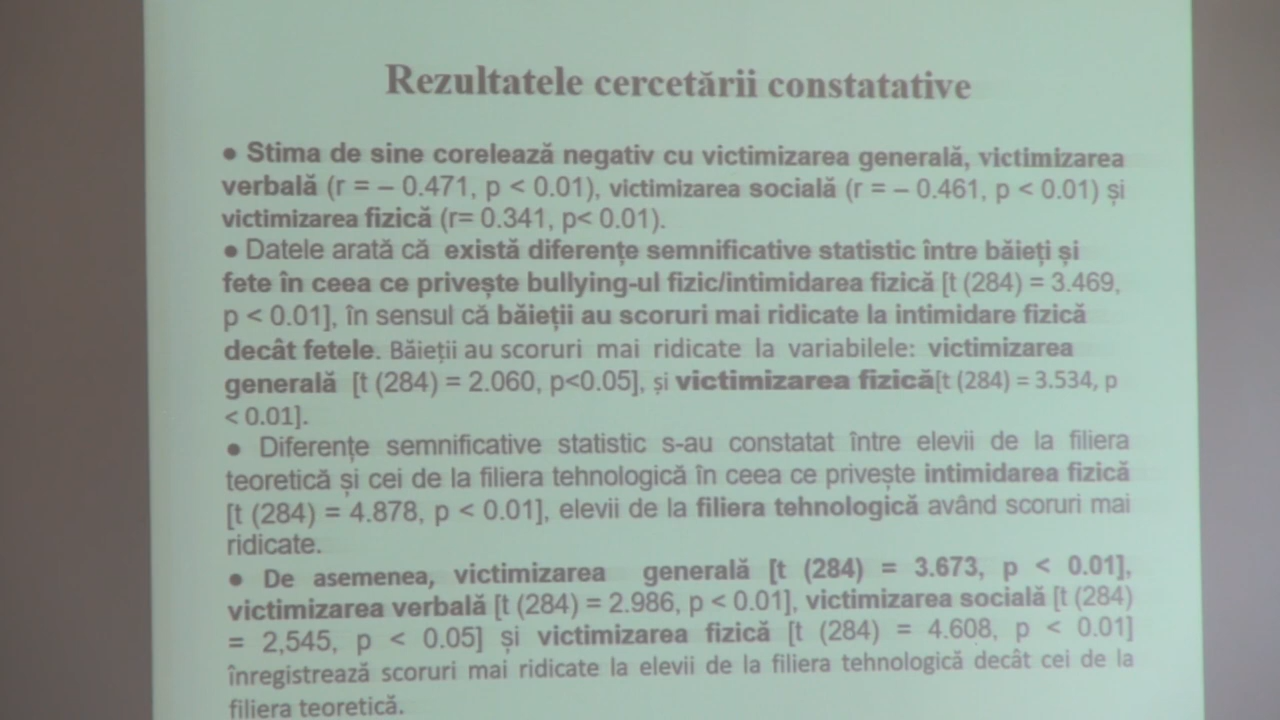 Rezultatele cercetării constatative
● Stima de sine corelează negativ cu victimizarea generală, victimizarea
verbală (r = – 0.471, p < 0.01), victimizarea socială (r = – 0.461, p < 0.01) și
victimizarea fizică (r= 0.341, p< 0.01).
● Datele arată că există diferențe semnificative statistic între băieți și
fete în ceea ce privește bullying-ul fizic/intimidarea fizică [t (284) = 3.469,
p < 0.01], în sensul că băieții au scoruri mai ridicate la intimidare fizică
decât fetele. Băieții au scoruri mai ridicate la variabilele: victimizarea
generală [t (284) = 2.060, p<0.05], și victimizarea fizică[t (284) = 3.534, p
< 0.01].
● Diferențe semnificative statistic s-au constatat între elevii de la filiera
teoretică și cei de la filiera tehnologică în ceea ce privește intimidarea fizică
[t (284) = 4.878, p < 0.01], elevii de la filiera tehnologică având scoruri mai
ridicate.
● De asemenea, victimizarea generală [t (284) = 3.673, p < 0.01],
victimizarea verbală [t (284) = 2.986, p < 0.01], victimizarea socială [t (284)
= 2,545, p < 0.05] și victimizarea fizică [t (284) = 4.608, p < 0.01]
înregistrează scoruri mai ridicate la elevii de la filiera tehnologică decât cei de la
filiera teoretică.